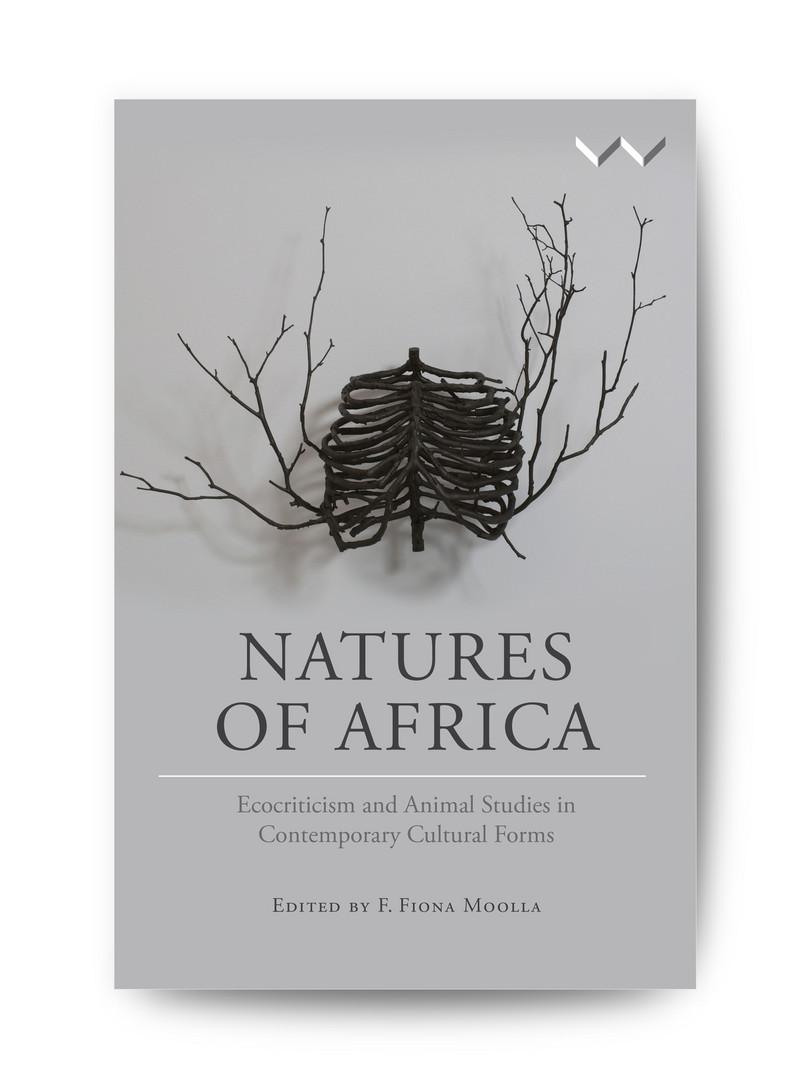 NATURES
OF AFRICA
Ecocriticism and Animal Studies in
Contemporary Cultural Forms
EDITED BY F. FIONA MOOLLA